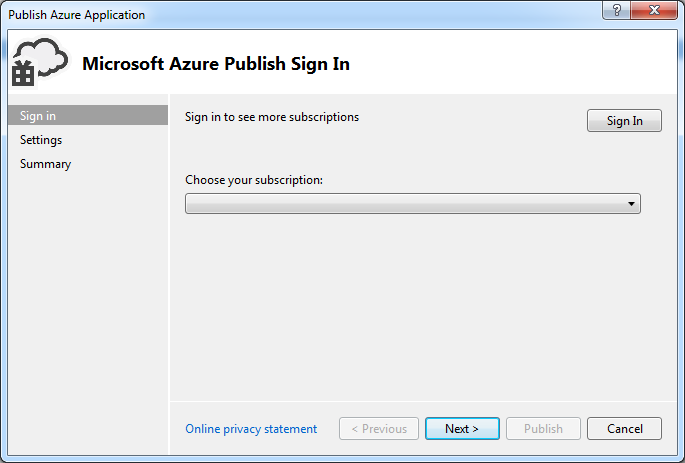 Publish Azure Application
Microsoft Azure Publish Sign In
Sign in
Settings
Summary
Sign in to see more subscriptions
Sign In
Choose your subscription:
Online privacy statement
< Previous
Next >
Publish
Cancel